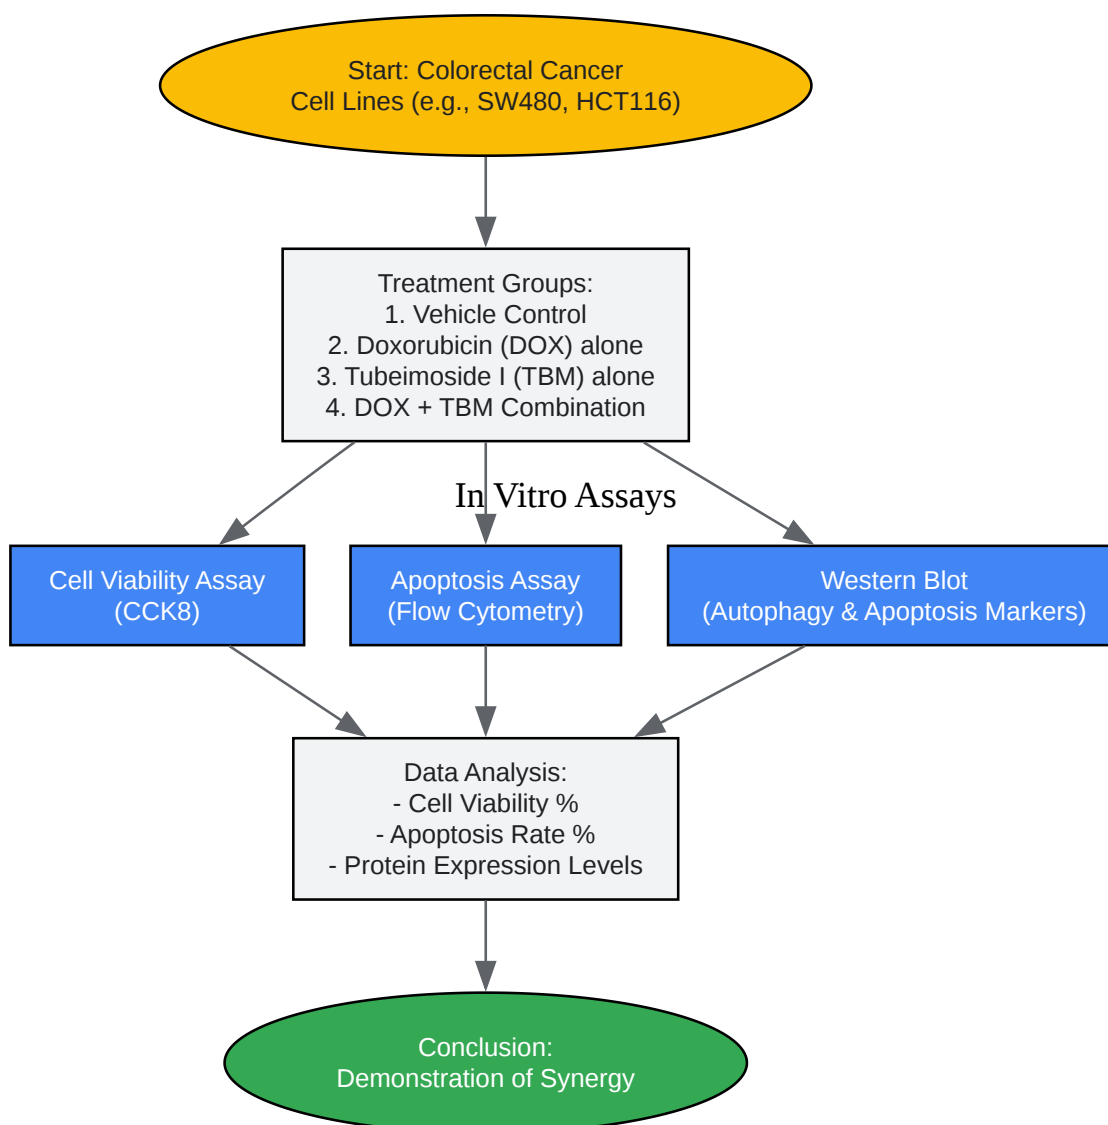 Start: Colorectal Cancer
Cell Lines (e.g., SW480, HCT116)
Treatment Groups:
1. Vehicle Control
2. Doxorubicin (DOX) alone
3. Tubeimoside I (TBM) alone
4. DOX + TBM Combination
In Vitro Assays
Cell Viability Assay
(CCK8)
Apoptosis Assay
(Flow Cytometry)
Western Blot
(Autophagy & Apoptosis Markers)
Data Analysis:
- Cell Viability %
- Apoptosis Rate %
- Protein Expression Levels
Conclusion:
Demonstration of Synergy